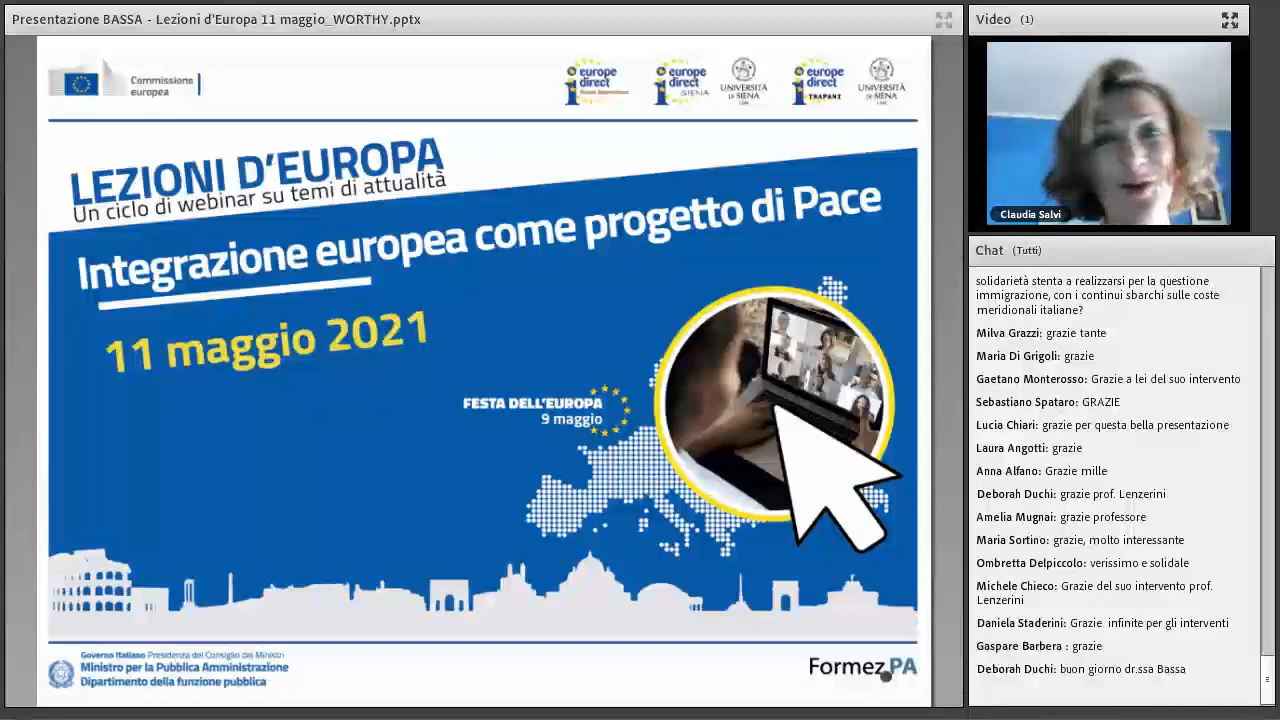 Presentazione BASSA - Lezioni d'Europa 11 maggio_WORTHY.pptx
Commissione
europea
europe
direct
europe
direct
SIENA
UNIVERSITÀ
DI SIENA
1240
europe
direct
TRAPANI
UNIVERSITÀ
DI SIENA
1240
LEZIONI D'EUROPA
Un ciclo di webinar su temi di attualità
Integrazione europea come progetto di Pace
11 maggio 2021
FESTA DELL'EUROPA
9 maggio
Governo Italiano Presidenza del Consiglio dei Ministri
Ministro per la Pubblica Amministrazione
Dipartimento della funzione pubblica
Formez PA
Video (1)
Claudia Salvi
Chat (Tutti)
solidarietà stenta a realizzarsi per la questione
immigrazione, con i continui sbarchi sulle coste
meridionali italiane?
Milva Grazzi: grazie tante
Maria Di Grigoli: grazie
Gaetano Monterosso: Grazie a lei del suo intervento
Sebastiano Spataro: GRAZIE
Lucia Chiari: grazie per questa bella presentazione
Laura Angotti: grazie
Anna Alfano: Grazie mille
Deborah Duchi: grazie prof. Lenzerini
Amelia Mugnai: grazie professore
Maria Sortino: grazie, molto interessante
Ombretta Delpiccolo: verissimo e solidale
Michele Chieco: Grazie del suo intervento prof.
Lenzerini
Daniela Staderini: Grazie infinite per gli interventi
Gaspare Barbera : grazie
Deborah Duchi: buon giorno dr.ssa Bassa